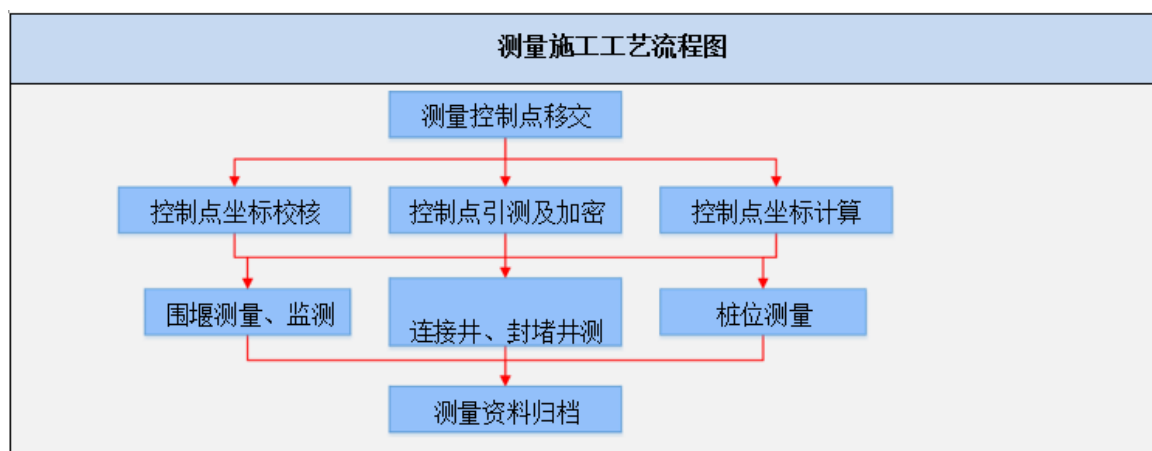 测量施工工艺流程图
测量控制点移交
控制点坐标校核
控制点引测及加密
控制点坐标计算
围堰测量、监测
连接井、封堵井测
桩位测量
测量资料归档